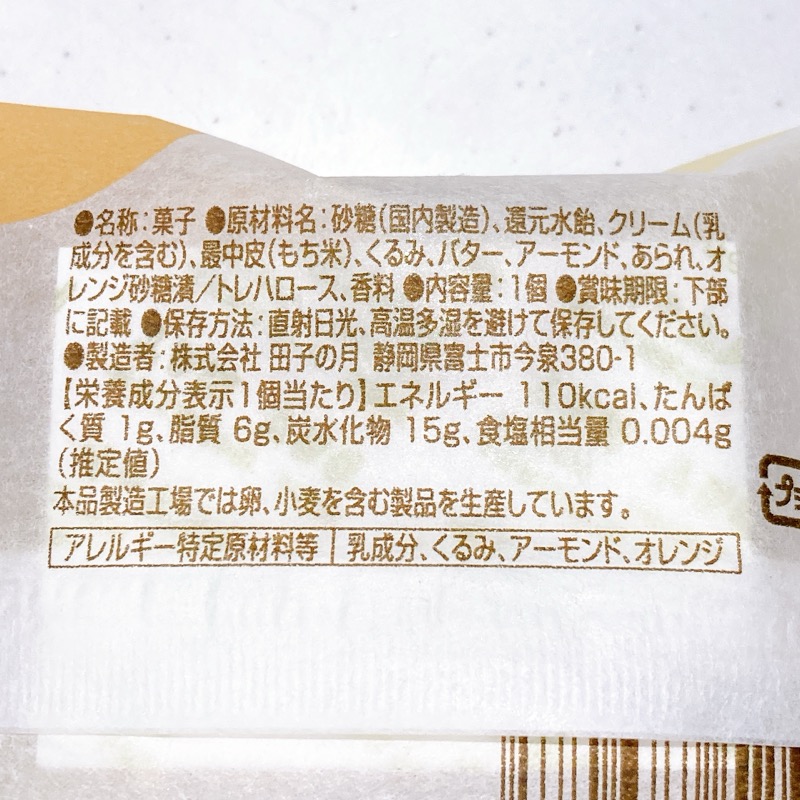 ●名称:菓子 ●原材料名:砂糖(国内製造)、還元水飴、クリーム(乳
成分を含む)、最中皮(もち米)、くるみ、バター、アーモンド、あられ、オ
レンジ砂糖漬/トレハロース、香料 ●内容量:1個 ●賞味期限:下部
に記載 ●保存方法:直射日光、高温多湿を避けて保存してください。
●製造者:株式会社 田子の月 静岡県富士市今泉380-1
【栄養成分表示1個当たり】エネルギー 110kcal、たんぱ
く質 1g、脂質 6g、炭水化物 15g、食塩相当量 0.004g
(推定値)
本品製造工場では卵、小麦を含む製品を生産しています。
アレルギー特定原材料等 乳成分、くるみ、アーモンド、オレンジ